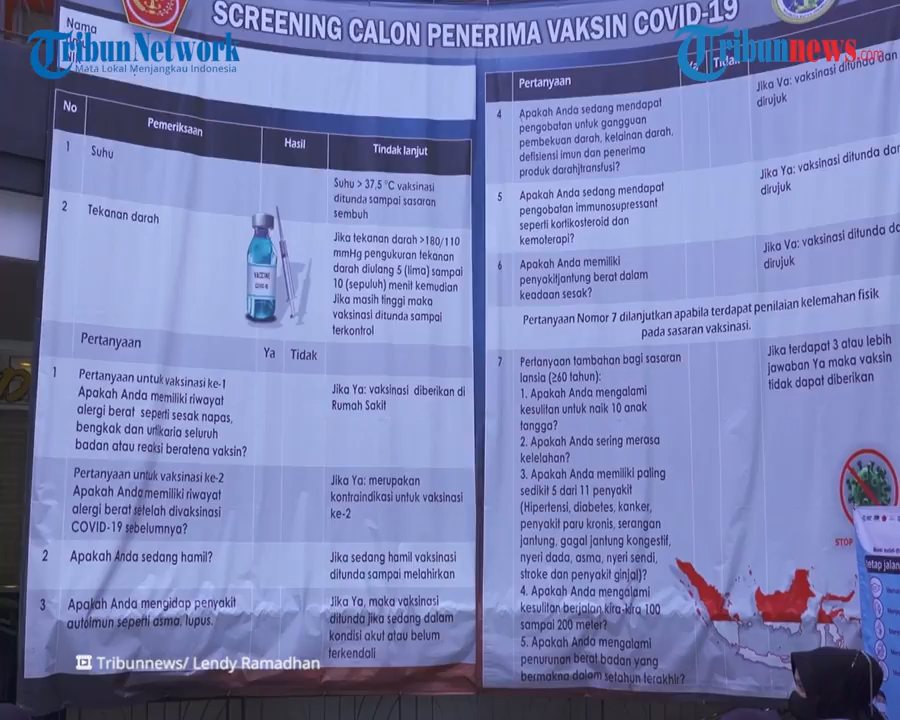 SCREENING CALON PENERIMA VAKSIN COVID-19
Nama
Tribun Network
Mata Lokal Menjangkau Indonesia
Tribunnews.com
No
Pemeriksaan
Hasil
Tindak lanjut
1
Suhu
Suhu > 37,5 °C vaksinasi
ditunda sampai sasaran
sembuh
2
Tekanan darah
Jika tekanan darah >180/110
mmHg pengukuran tekanan
darah diulang 5 (lima) sampai
10 (sepuluh) menit kemudian
Jika masih tinggi maka
vaksinasi ditunda sampai
terkontrol
VACCINE
COVID-19
Pertanyaan
Ya
Tidak
1
Pertanyaan untuk vaksinasi ke-1
Apakah Anda memiliki riwayat
alergi berat seperti sesak napas,
bengkak dan urtikaria seluruh
badan atau reaksi beratena vaksin?
Jika Ya: vaksinasi diberikan di
Rumah Sakit
Pertanyaan untuk vaksinasi ke-2
Apakah Anda memiliki riwayat
alergi berat setelah divaksinasi
COVID-19 sebelumnya?
Jika Ya: merupakan
kontraindikasi untuk vaksinasi
ke-2
2
Apakah Anda sedang hamil?
Jika sedang hamil vaksinasi
ditunda sampai melahirkan
3
Apakah Anda mengidap penyakit
autoimun seperti asma, lupus.
Jika Ya, maka vaksinasi
ditunda jika sedang dalam
kondisi akut atau belum
terkendali
Pertanyaan
Ya
Tidak
4
Apakah Anda sedang mendapat
pengobatan untuk gangguan
pembekuan darah, kelainan darah,
defisiensi imun dan penerima
produk darah|transfusi?
Jika Va: vaksinasi ditunda dan
dirujuk
5
Apakah Anda sedang mendapat
pengobatan immunosupressant
seperti kortikosteroid dan
kemoterapi?
Jika Ya: vaksinasi ditunda dan
dirujuk
6
Apakah Anda memiliki
penyakitjantung berat dalam
keadaan sesak?
Jika Va: vaksinasi ditunda da
dirujuk
Pertanyaan Nomor 7 dilanjutkan apabila terdapat penilaian kelemahan fisik
pada sasaran vaksinasi.
7
Pertanyaan tambahan bagi sasaran
lansia (≥60 tahun):
1. Apakah Anda mengalami
kesulitan untuk naik 10 anak
tangga?
2. Apakah Anda sering merasa
kelelahan?
3. Apakah Anda memiliki paling
sedikit 5 dari 11 penyakit
(Hipertensi, diabetes, kanker,
penyakit paru kronis, serangan
jantung, gagal jantung kongestif,
nyeri dada, asma, nyeri sendi,
stroke dan penyakit ginjal)?
4. Apakah Anda mengalami
kesulitan berjalan kira-kira 100
sampai 200 meter?
5. Apakah Anda mengalami
penurunan berat badan yang
bermakna dalam setahun terakhir?
Jika terdapat 3 atau lebih
jawaban Ya maka vaksin
tidak dapat diberikan
STOP
tetap jalan
Tribunnews/ Lendy Ramadhan